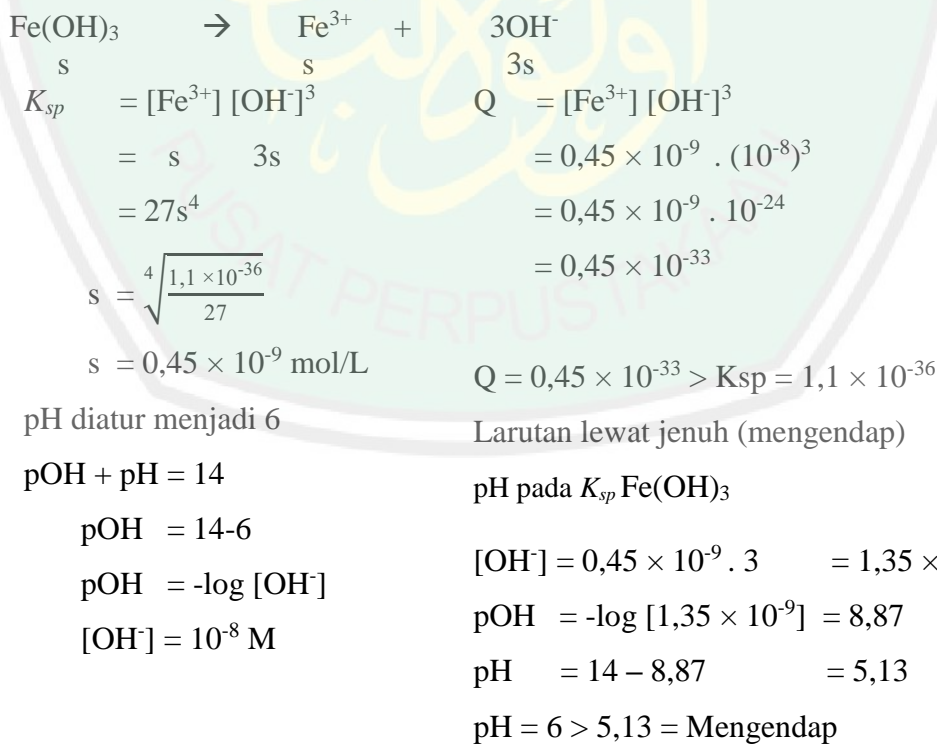 Fe(OH)₃ → Fe³⁺ + 3OH⁻
s s 3s
Kₛₚ = [Fe³⁺] [OH⁻]³
= s 3s
= 27s⁴
s = ⁴√(1,1 ×10⁻³⁶ / 27)
s = 0,45 × 10⁻⁹ mol/L
pH diatur menjadi 6
pOH + pH = 14
pOH = 14-6
pOH = -log [OH⁻]
[OH⁻] = 10⁻⁸ M
Q = [Fe³⁺] [OH⁻]³
= 0,45 × 10⁻⁹ . (10⁻⁸)³
= 0,45 × 10⁻⁹ . 10⁻²⁴
= 0,45 × 10⁻³³
Q = 0,45 × 10⁻³³ > Ksp = 1,1 × 10⁻³⁶
Larutan lewat jenuh (mengendap)
pH pada Kₛₚ Fe(OH)₃
[OH⁻] = 0,45 × 10⁻⁹ . 3 = 1,35 ×
pOH = -log [1,35 × 10⁻⁹] = 8,87
pH = 14 – 8,87 = 5,13
pH = 6 > 5,13 = Mengendap
PUSAT PERPUSTAKAAN